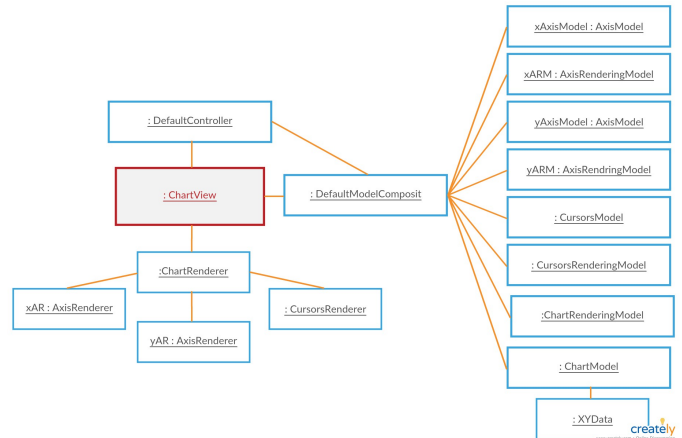 xAxisModel : AxisModel
xARM : AxisRenderingModel
: DefaultController
yAxisModel : AxisModel
yARM : AxisRendringModel
: ChartView
: DefaultModelComposit
: CursorsModel
:ChartRenderer
: CursorsRenderingModel
xAR : AxisRenderer
: CursorsRenderer
:ChartRenderingModel
yAR : AxisRenderer
: ChartModel
: XYData
creately